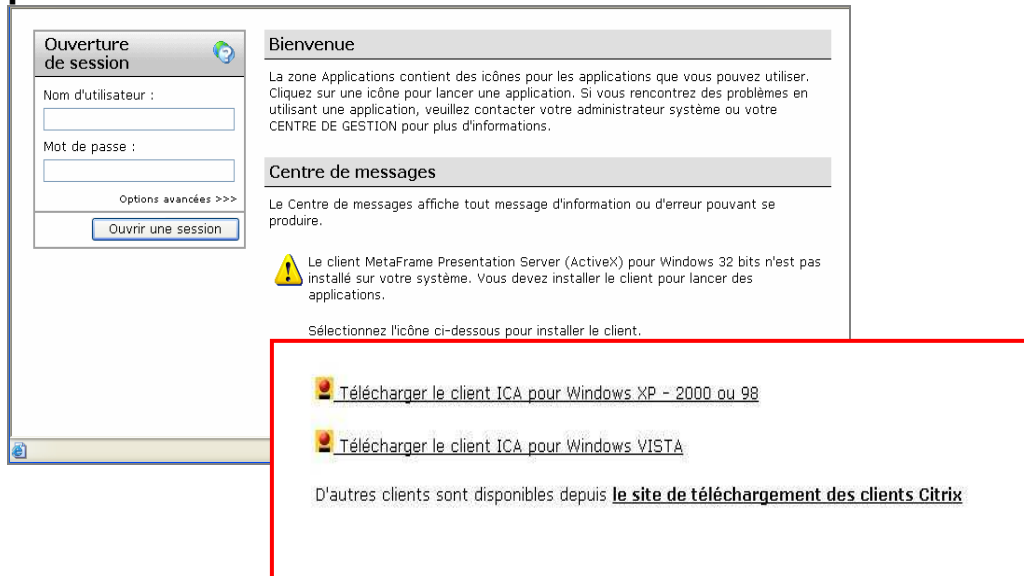 Ouverture
de session
Nom d'utilisateur :
Mot de passe :
Options avancées >>>
Ouvrir une session
Bienvenue
La zone Applications contient des icônes pour les applications que vous pouvez utiliser.
Cliquez sur une icône pour lancer une application. Si vous rencontrez des problèmes en
utilisant une application, veuillez contacter votre administrateur système ou votre
CENTRE DE GESTION pour plus d'informations.
Centre de messages
Le Centre de messages affiche tout message d'information ou d'erreur pouvant se
produire.
Le client MetaFrame Presentation Server (ActiveX) pour Windows 32 bits n'est pas
installé sur votre système. Vous devez installer le client pour lancer des
applications.
Sélectionnez l'icône ci-dessous pour installer le client.
Télécharger le client ICA pour Windows XP - 2000 ou 98
Télécharger le client ICA pour Windows VISTA
D'autres clients sont disponibles depuis le site de téléchargement des clients Citrix